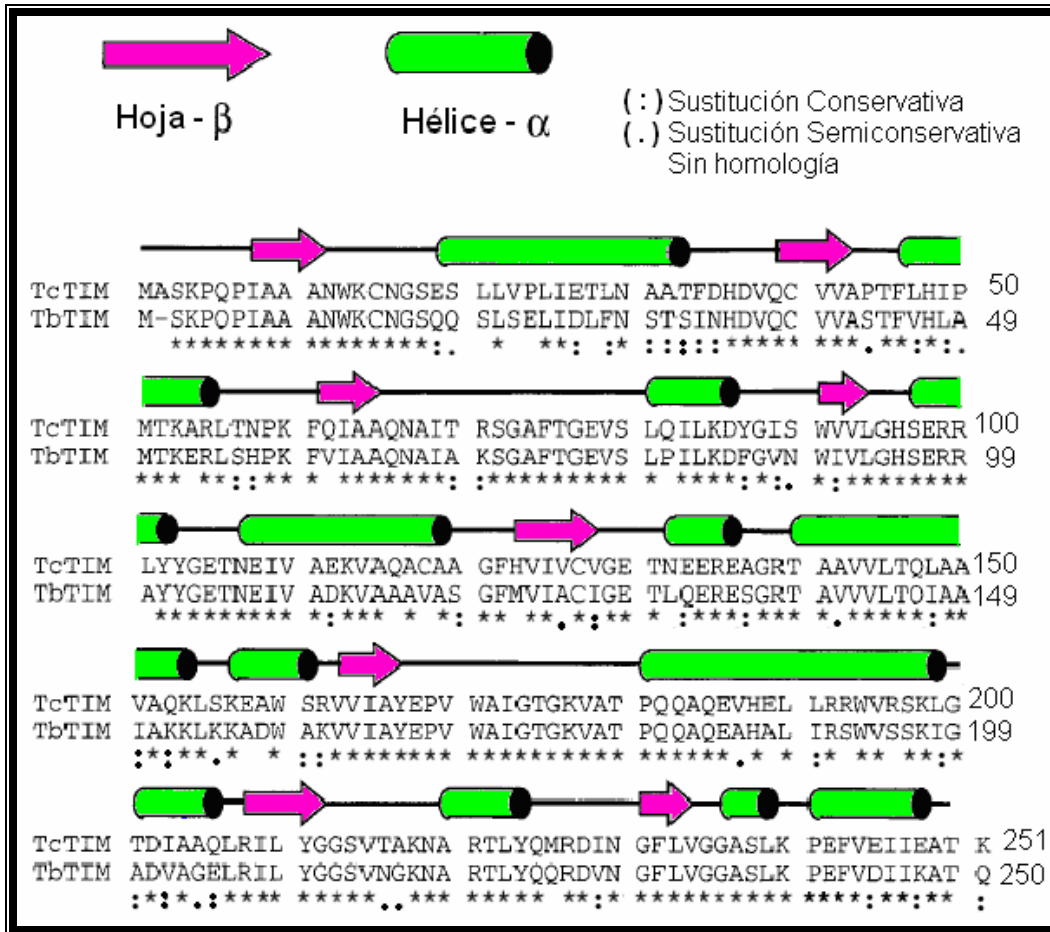 Hoja - β
Hélice - α
(:) Sustitución Conservativa
(.) Sustitución Semiconservativa
Sin homología
TcTIM MASKPQPIAA ANWKCNGSES LLVPLIETLN AATFDHDVQC VVAPTFLHIP 50
TbTIM M-SKPQPIAA ANWKCNGSQQ SLSELIDLFN STSINHDVQC VVASTFVHLA 49
TcTIM MTKARLTNPK FQIAAQNAIT RSGAFTGEVS LQILKDYGIS WVVLGHSERR 100
TbTIM MTKERLSHPK FVIAAQNAIA KSGAFTGEVS LPILKDFGVN WIVLGHSERR 99
TcTIM LYYGETNEIV AEKVAQACAA GFHVIVCVGE TNEEREAGRT AAVVLTQLAA 150
TbTIM AYYGETNEIV ADKVAAAVAS GFMVIACIGE TLQERESGRT AVVVLTQIAA 149
TcTIM VAQKLSKEAW SRVVIAYEPV WAIGTGKVAT PQQAQEVHEL LRRWVRSKLG 200
TbTIM IAKKLKKADW AKVVIAYEPV WAIGTGKVAT PQQAQEAHAL IRSWVSSKIG 199
TcTIM TDIAAQLRIL YGGSVTAKNA RTLYQMRDIN GFLVGGASLK PEFVEIIEAT K 251
TbTIM ADVAGELRIL YGGSVNGKNA RTLYQQRDVN GFLVGGASLK PEFVDIIKAT Q 250